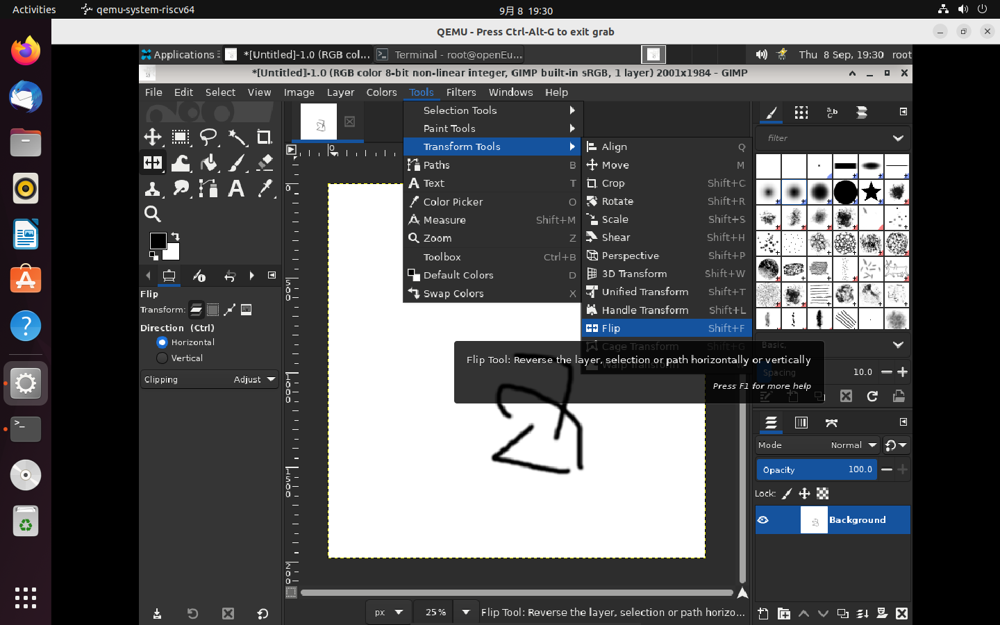 Activities
qemu-system-riscv64
9月 8 19:30
QEMU - Press Ctrl-Alt-G to exit grab
Applications
*[Untitled]-1.0 (RGB col...
Terminal - root@openEu...
Thu 8 Sep, 19:30
root
*[Untitled]-1.0 (RGB color 8-bit non-linear integer, GIMP built-in sRGB, 1 layer) 2001x1984 – GIMP
File Edit Select View Image Layer Colors Tools Filters Windows Help
Selection Tools
Paint Tools
Transform Tools
Paths B
Text T
Color Picker O
Measure Shift+M
Zoom Z
Toolbox Ctrl+B
Default Colors D
Swap Colors X
Align Q
Move M
Crop Shift+C
Rotate Shift+R
Scale Shift+S
Shear Shift+H
Perspective Shift+P
3D Transform Shift+W
Unified Transform Shift+T
Handle Transform Shift+L
Flip Shift+F
Cage Transform Shift+G
Warp Transform
Flip Tool: Reverse the layer, selection or path horizontally or vertically
Press F1 for more help
Flip
Transform:
Direction (Ctrl)
Horizontal
Vertical
Clipping Adjust
0
0
500
1000
1500
200
filter
Basic,
Spacing 10.0
Mode Normal
Opacity 100.0
Lock:
Background
px
25 %
Flip Tool: Reverse the layer, selection or path horizo...